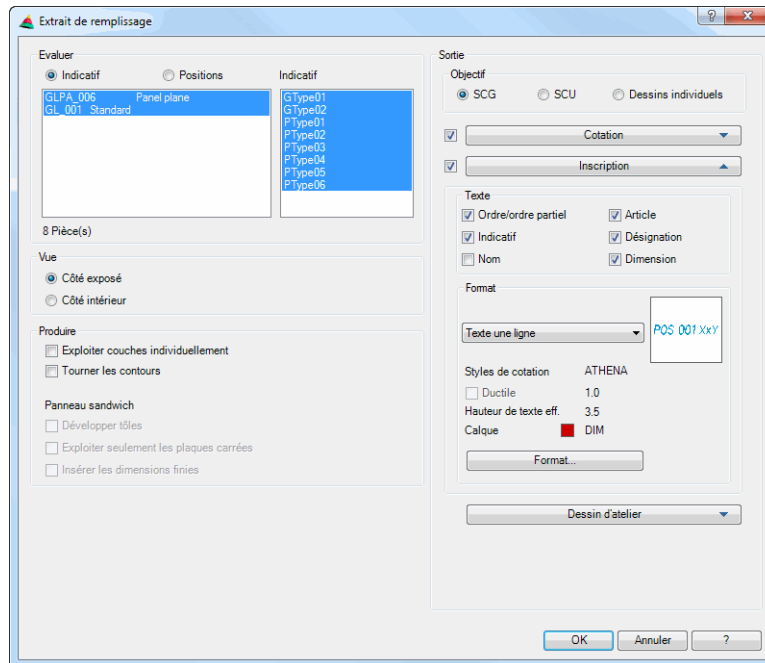 Extrait de remplissage
?
Evaluer
Indicatif
Positions
Indicatif
GLPA_006 Panel plane
GL_001 Standard
GType01
GType02
PType01
PType02
PType03
PType04
PType05
PType06
8 Pièce(s)
Vue
Côté exposé
Côté intérieur
Produire
Exploiter couches individuellement
Tourner les contours
Panneau sandwich
Développer tôles
Exploiter seulement les plaques carrées
Insérer les dimensions finies
Sortie
Objectif
SCG
SCU
Dessins individuels
Cotation
Inscription
Texte
Ordre/ordre partiel
Article
Indicatif
Désignation
Nom
Dimension
Format
Texte une ligne
POS 001 XxY
Styles de cotation ATHENA
Ductile 1.0
Hauteur de texte eff. 3.5
Calque DIM
Format...
Dessin d'atelier
OK
Annuler
?